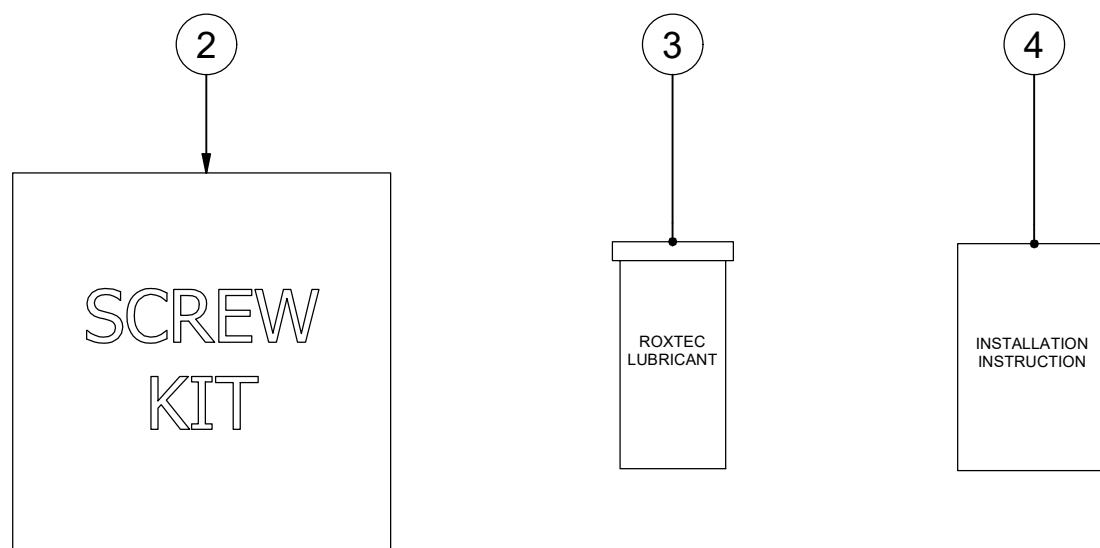 2
3
4
SCREW
KIT
ROXTEC
LUBRICANT
INSTALLATION
INSTRUCTION